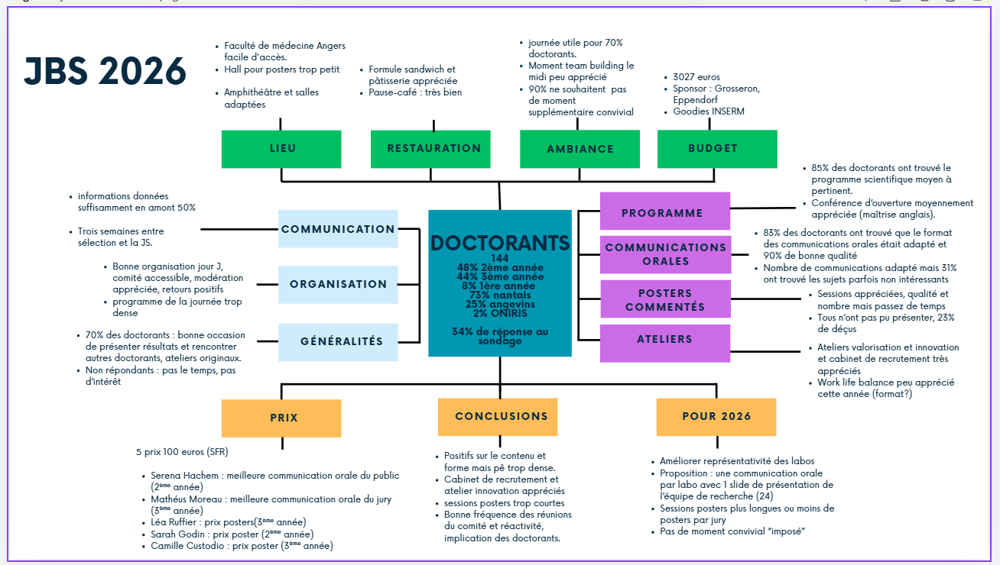 JBS 2026
• Faculté de médecine Angers
facile d'accès.
• Hall pour posters trop petit
• Amphithéâtre et salles
adaptées
• Formule sandwich et
pâtisserie appréciée
• Pause-café : très bien
• journée utile pour 70%
doctorants.
• Moment team building le
midi peu apprécié
• 90% ne souhaitent pas
de moment
supplémentaire convivial
• 3027 euros
• Sponsor : Grosseron,
Eppendorf
• Goodies INSERM
LIEU
RESTAURATION
AMBIANCE
BUDGET
• informations données
suffisamment en amont 50%
• Trois semaines entre
sélection et la JS.
COMMUNICATION
• Bonne organisation jour J,
comité accessible, modération
appréciée, retours positifs
• programme de la journée trop
dense
ORGANISATION
• 70% des doctorants : bonne occasion
de présenter résultats et rencontrer
autres doctorants, ateliers originaux.
• Non répondants : pas le temps, pas
d'intérêt
GÉNÉRALITÉS
DOCTORANTS
144
48% 2ème année
44% 3ème année
8% 1ère année
73% nantais
25% angevins
2% ONIRIS
34% de réponse au
sondage
PROGRAMME
• 85% des doctorants ont trouvé le
programme scientifique moyen à
pertinent.
• Conférence d'ouverture moyennement
appréciée (maîtrise anglais).
COMMUNICATIONS
ORALES
• 83% des doctorants ont trouvé que le format
des communications orales était adapté et
90% de bonne qualité
• Nombre de communications adapté mais 31%
ont trouvé les sujets parfois non intéressants
POSTERS
COMMENTÉS
• Sessions appréciées, qualité et
nombre mais passez de temps
• Tous n'ont pas pu présenter, 23%
de déçus
ATELIERS
• Ateliers valorisation et innovation
et cabinet de recrutement très
appréciés
• Work life balance peu apprécié
cette année (format?)
PRIX
5 prix 100 euros (SFR)
• Serena Hachem : meilleure communication orale du public
(2ème année)
• Mathéus Moreau : meilleure communication orale du jury
(3ème année)
• Léa Ruffier : prix posters(3ème année)
• Sarah Godin : prix poster (2ème année)
• Camille Custodio : prix poster (3ème année)
CONCLUSIONS
• Positifs sur le contenu et
forme mais pê trop dense.
• Cabinet de recrutement et
atelier innovation appréciés
• sessions posters trop courtes
• Bonne fréquence des réunions
du comité et réactivité,
implication des doctorants.
POUR 2026
• Améliorer représentativité des labos
• Proposition : une communication orale
par labo avec 1 slide de présentation de
l'équipe de recherche (24)
• Sessions posters plus longues ou moins de
posters par jury
• Pas de moment convivial "imposé"